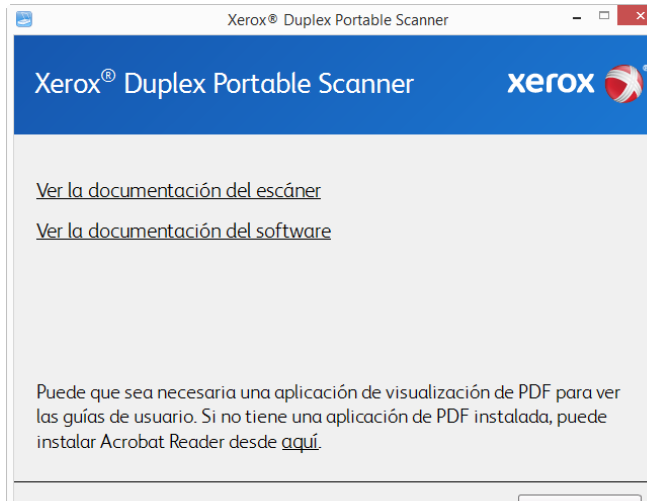 Xerox® Duplex Portable Scanner
Xerox® Duplex Portable Scanner
xerox ®
Ver la documentación del escáner
Ver la documentación del software
Puede que sea necesaria una aplicación de visualización de PDF para ver
las guías de usuario. Si no tiene una aplicación de PDF instalada, puede
instalar Acrobat Reader desde aquí.